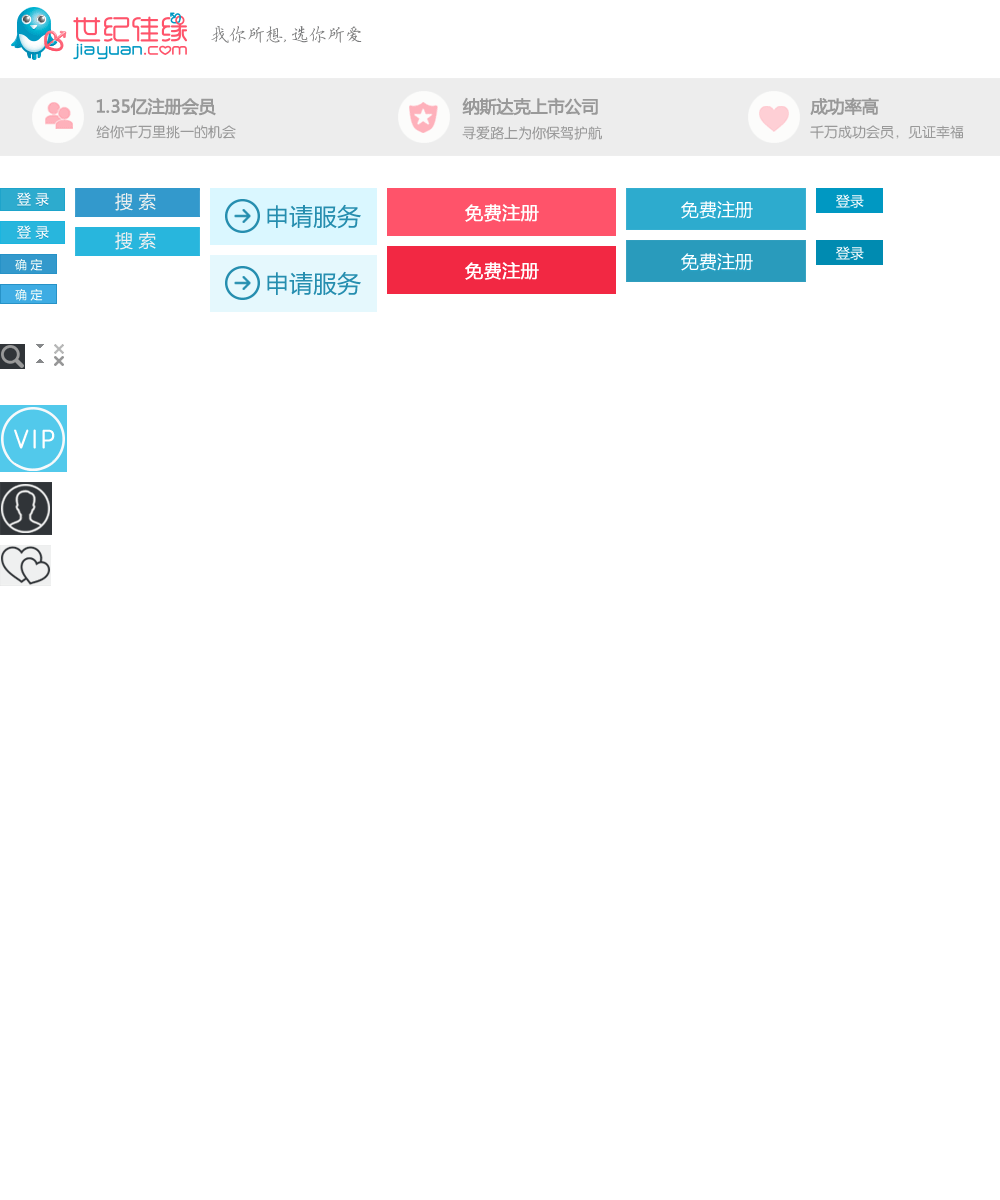 世纪佳缘
jiayuan.com
我你所想,选你所爱
1.35亿注册会员
给你千万里挑一的机会
纳斯达克上市公司
寻爱路上为你保驾护航
成功率高
千万成功会员，见证幸福
登 录
搜 索
申请服务
免费注册
免费注册
登录
登 录
搜 索
确 定
申请服务
免费注册
免费注册
登录
确 定
VIP